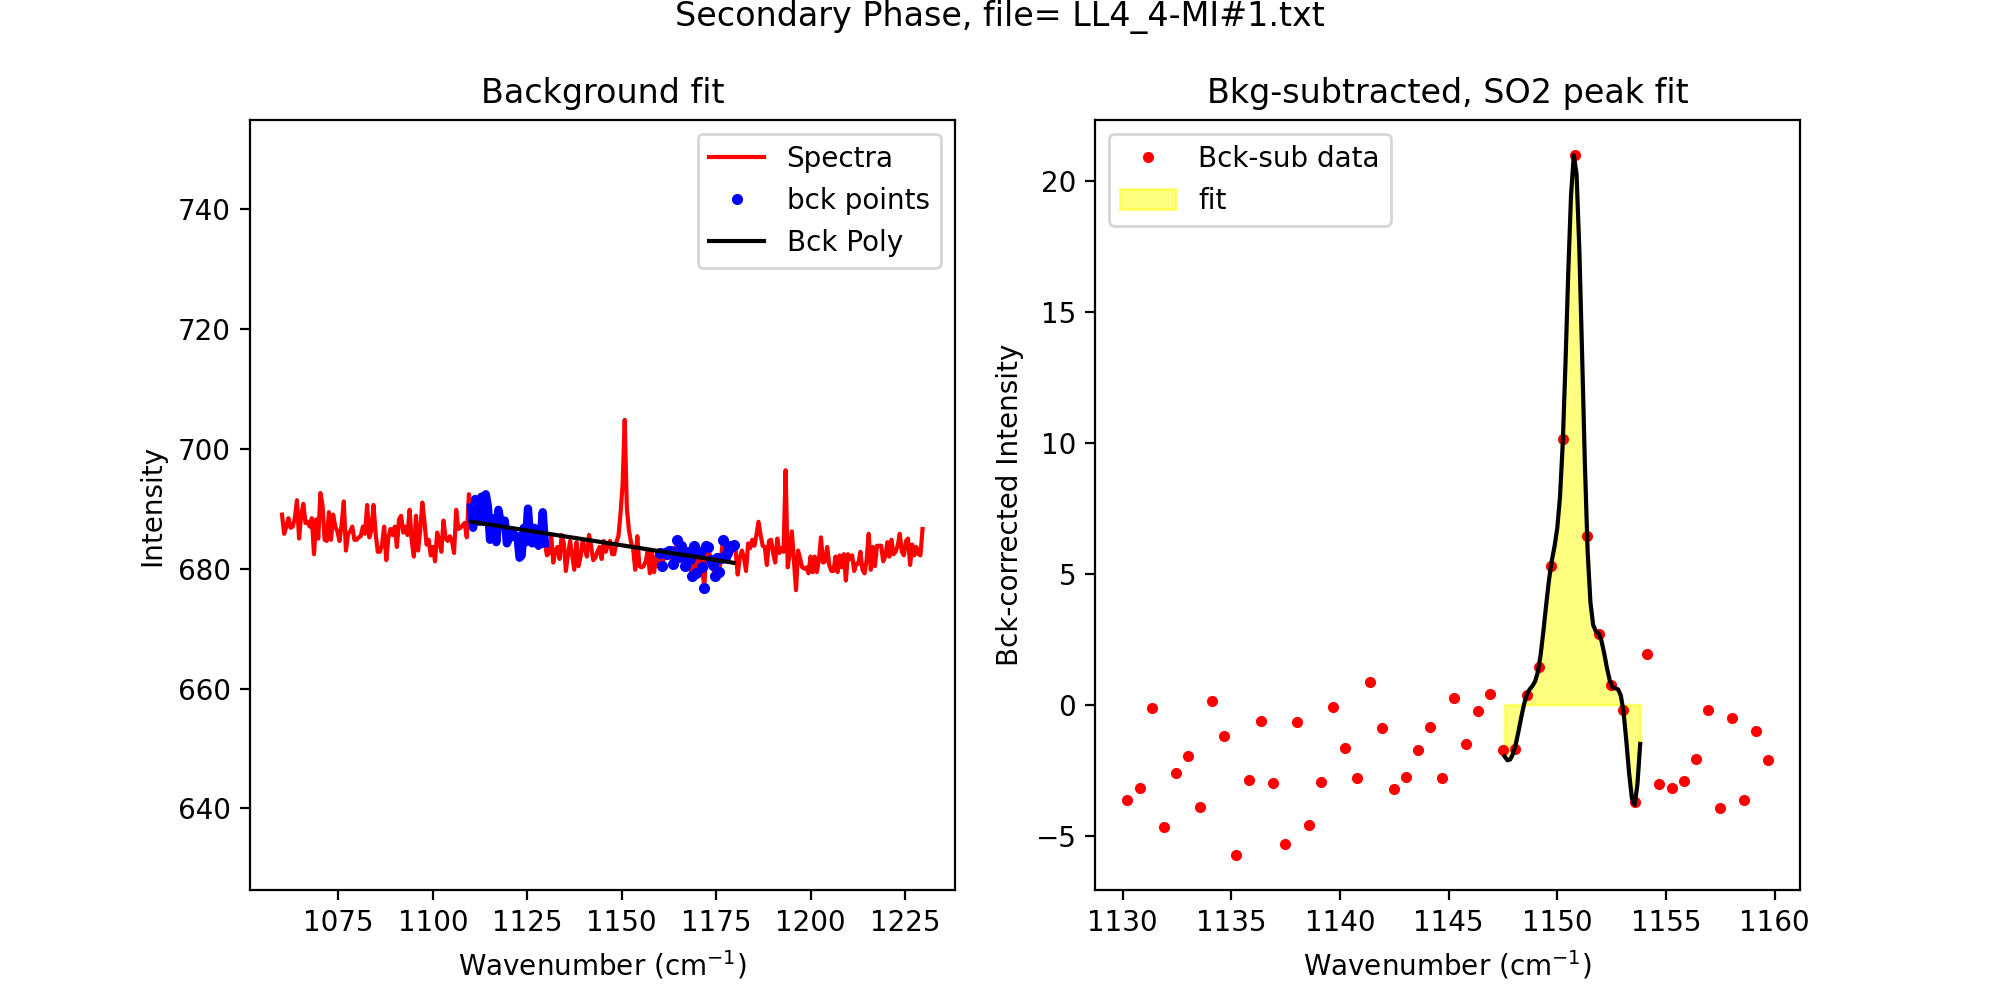 Secondary Phase, file= LL4_4-MI#1.txt
Background fit
Spectra
bck points
Bck Poly
Intensity
740
720
700
680
660
640
1075 1100 1125 1150 1175 1200 1225
Wavenumber (cm⁻¹)
Bkg-subtracted, SO2 peak fit
Bck-sub data
fit
Bck-corrected Intensity
20
15
10
5
0
−5
1130 1135 1140 1145 1150 1155 1160
Wavenumber (cm⁻¹)